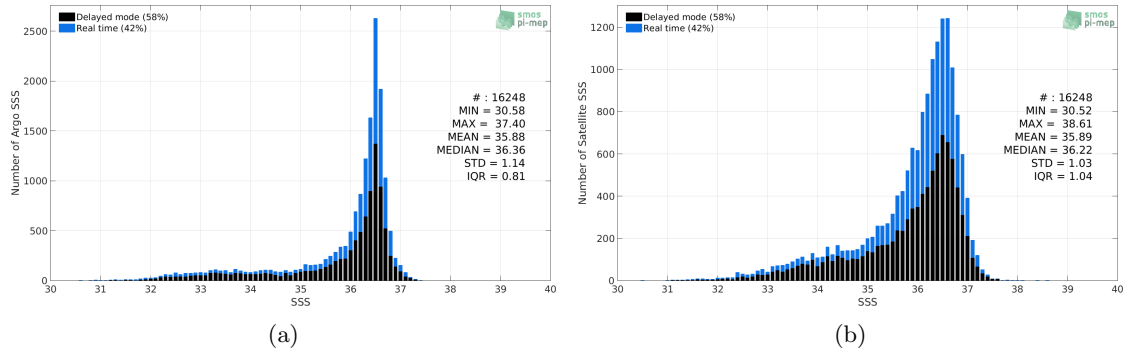 Delayed mode (58%)
Real time (42%)
smos
pi-mep
2500
2000
1500
1000
500
0
Number of Argo SSS
# : 16248
MIN = 30.58
MAX = 37.40
MEAN = 35.88
MEDIAN = 36.36
STD = 1.14
IQR = 0.81
30 31 32 33 34 35 36 37 38 39 40
SSS
(a)
Delayed mode (58%)
Real time (42%)
smos
pi-mep
1200
1000
800
600
400
200
0
Number of Satellite SSS
# : 16248
MIN = 30.52
MAX = 38.61
MEAN = 35.89
MEDIAN = 36.22
STD = 1.03
IQR = 1.04
30 31 32 33 34 35 36 37 38 39 40
SSS
(b)